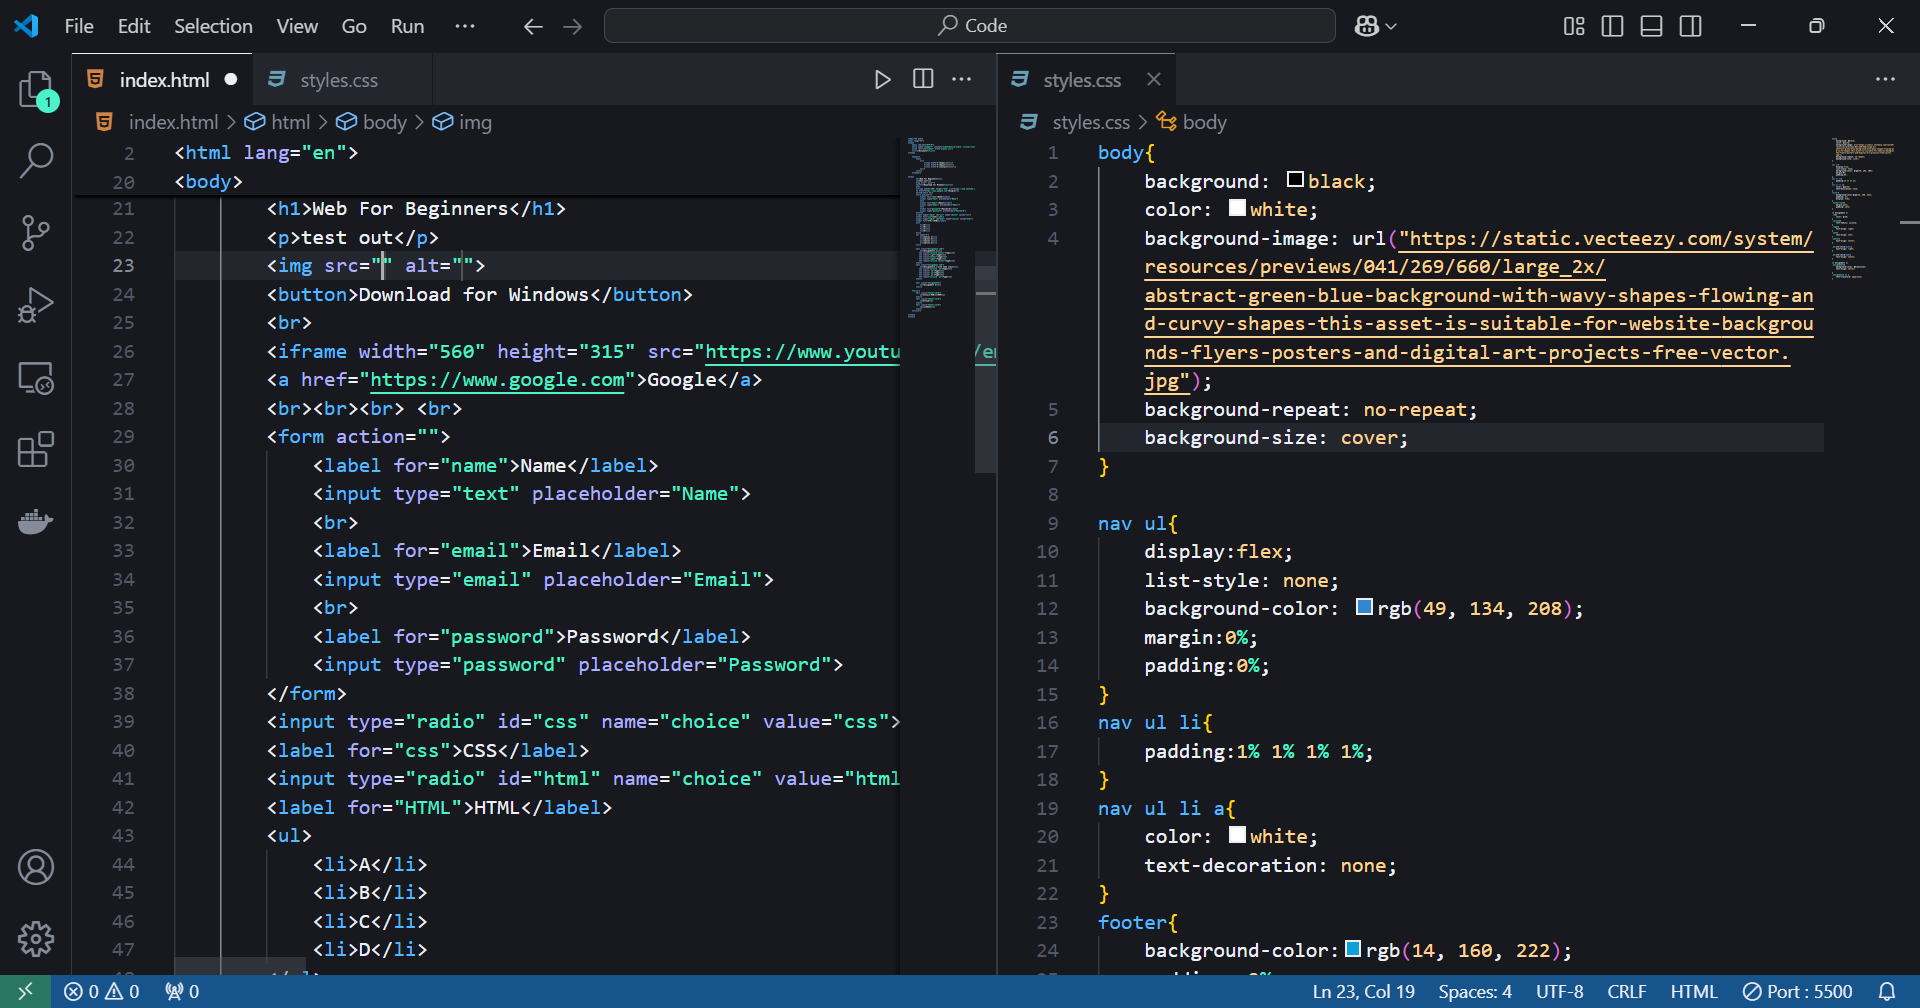 File Edit Selection View Go Run ··· Code
index.html styles.css
index.html > html > body > img
2 <html lang="en">
20 <body>
21 <h1>Web For Beginners</h1>
22 <p>test out</p>
23 <img src="" alt="">
24 <button>Download for Windows</button>
25 <br>
26 <iframe width="560" height="315" src="https://www.youtu
27 <a href="https://www.google.com">Google</a>
28 <br><br><br> <br>
29 <form action="">
30 <label for="name">Name</label>
31 <input type="text" placeholder="Name">
32 <br>
33 <label for="email">Email</label>
34 <input type="email" placeholder="Email">
35 <br>
36 <label for="password">Password</label>
37 <input type="password" placeholder="Password">
38 </form>
39 <input type="radio" id="css" name="choice" value="css">
40 <label for="css">CSS</label>
41 <input type="radio" id="html" name="choice" value="html
42 <label for="HTML">HTML</label>
43 <ul>
44 <li>A</li>
45 <li>B</li>
46 <li>C</li>
47 <li>D</li>
styles.css
styles.css > body
1 body{
2 background: black;
3 color: white;
4 background-image: url("https://static.vecteezy.com/system/
resources/previews/041/269/660/large_2x/
abstract-green-blue-background-with-wavy-shapes-flowing-an
d-curvy-shapes-this-asset-is-suitable-for-website-backgrou
nds-flyers-posters-and-digital-art-projects-free-vector.
jpg");
5 background-repeat: no-repeat;
6 background-size: cover;
7 }
8
9 nav ul{
10 display:flex;
11 list-style: none;
12 background-color: rgb(49, 134, 208);
13 margin:0%;
14 padding:0%;
15 }
16 nav ul li{
17 padding:1% 1% 1% 1%;
18 }
19 nav ul li a{
20 color: white;
21 text-decoration: none;
22 }
23 footer{
24 background-color:rgb(14, 160, 222);
1
0 0 0 Ln 23, Col 19 Spaces: 4 UTF-8 CRLF HTML Port : 5500